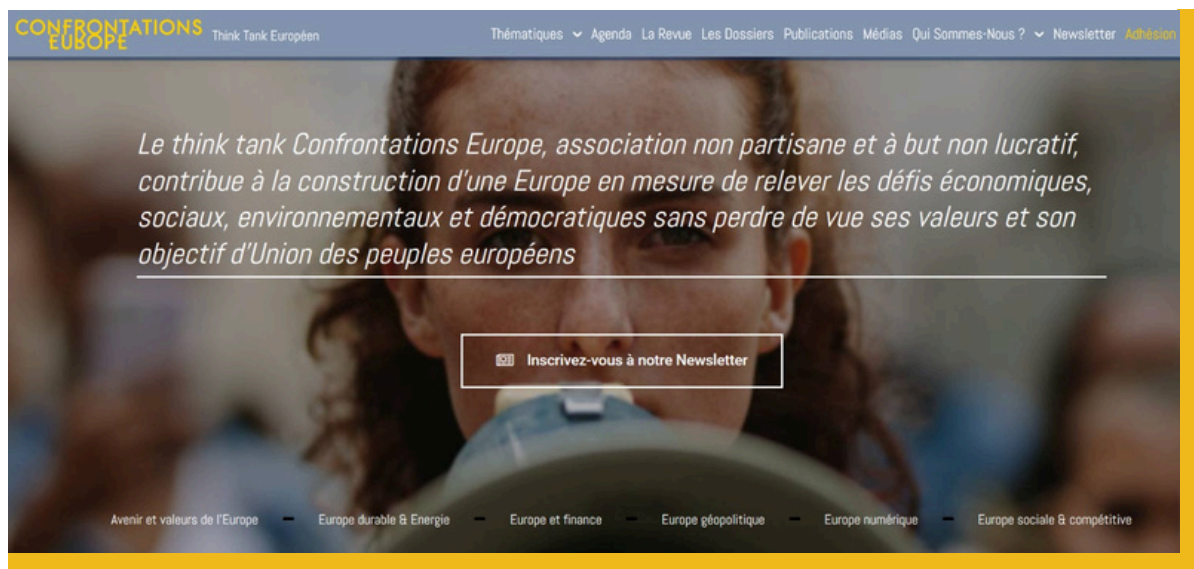 CONFRONTATIONS
EUROPE
Think Tank Européen
Thématiques Agenda La Revue Les Dossiers Publications Médias Qui Sommes-Nous ? Newsletter Adhésion
Le think tank Confrontations Europe, association non partisane et à but non lucratif,
contribue à la construction d'une Europe en mesure de relever les défis économiques,
sociaux, environnementaux et démocratiques sans perdre de vue ses valeurs et son
objectif d'Union des peuples européens
Inscrivez-vous à notre Newsletter
Avenir et valeurs de l'Europe Europe durable & Energie Europe et finance Europe géopolitique Europe numérique Europe sociale & compétitive